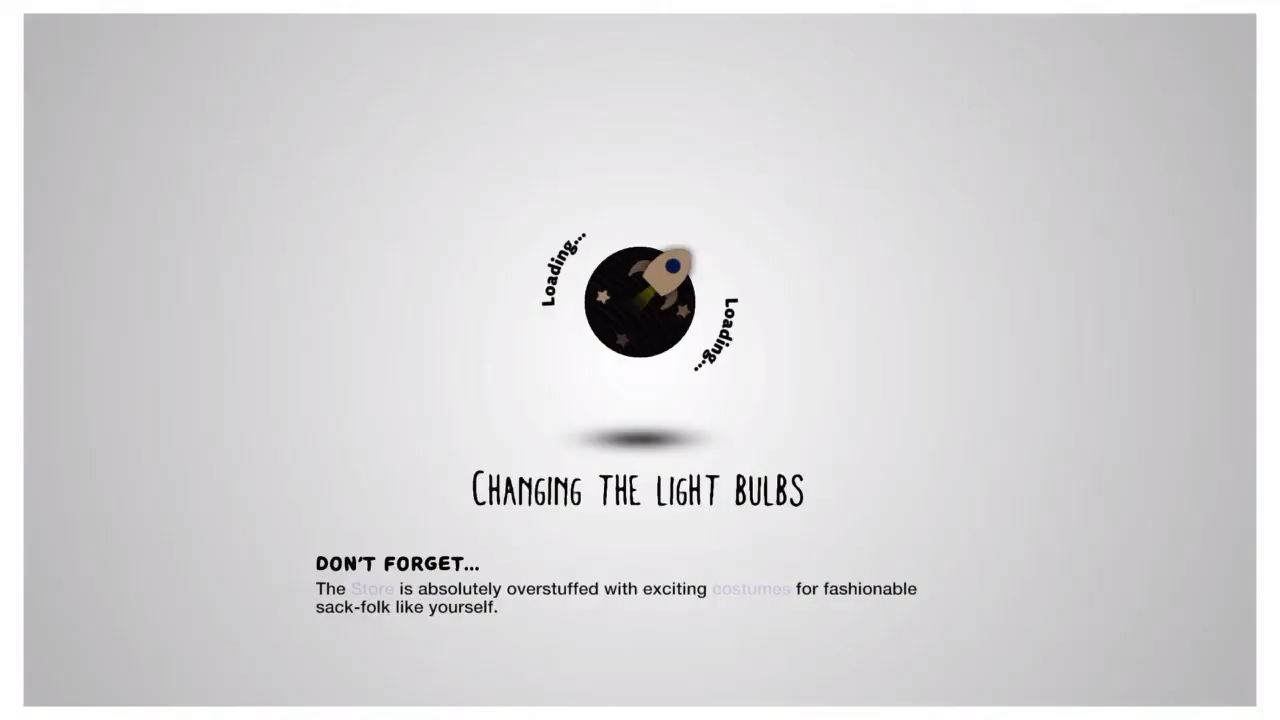 Loading...
Loading...
Changing the light bulbs
DON'T FORGET...
The Store is absolutely overstuffed with exciting costumes for fashionable
sack-folk like yourself.